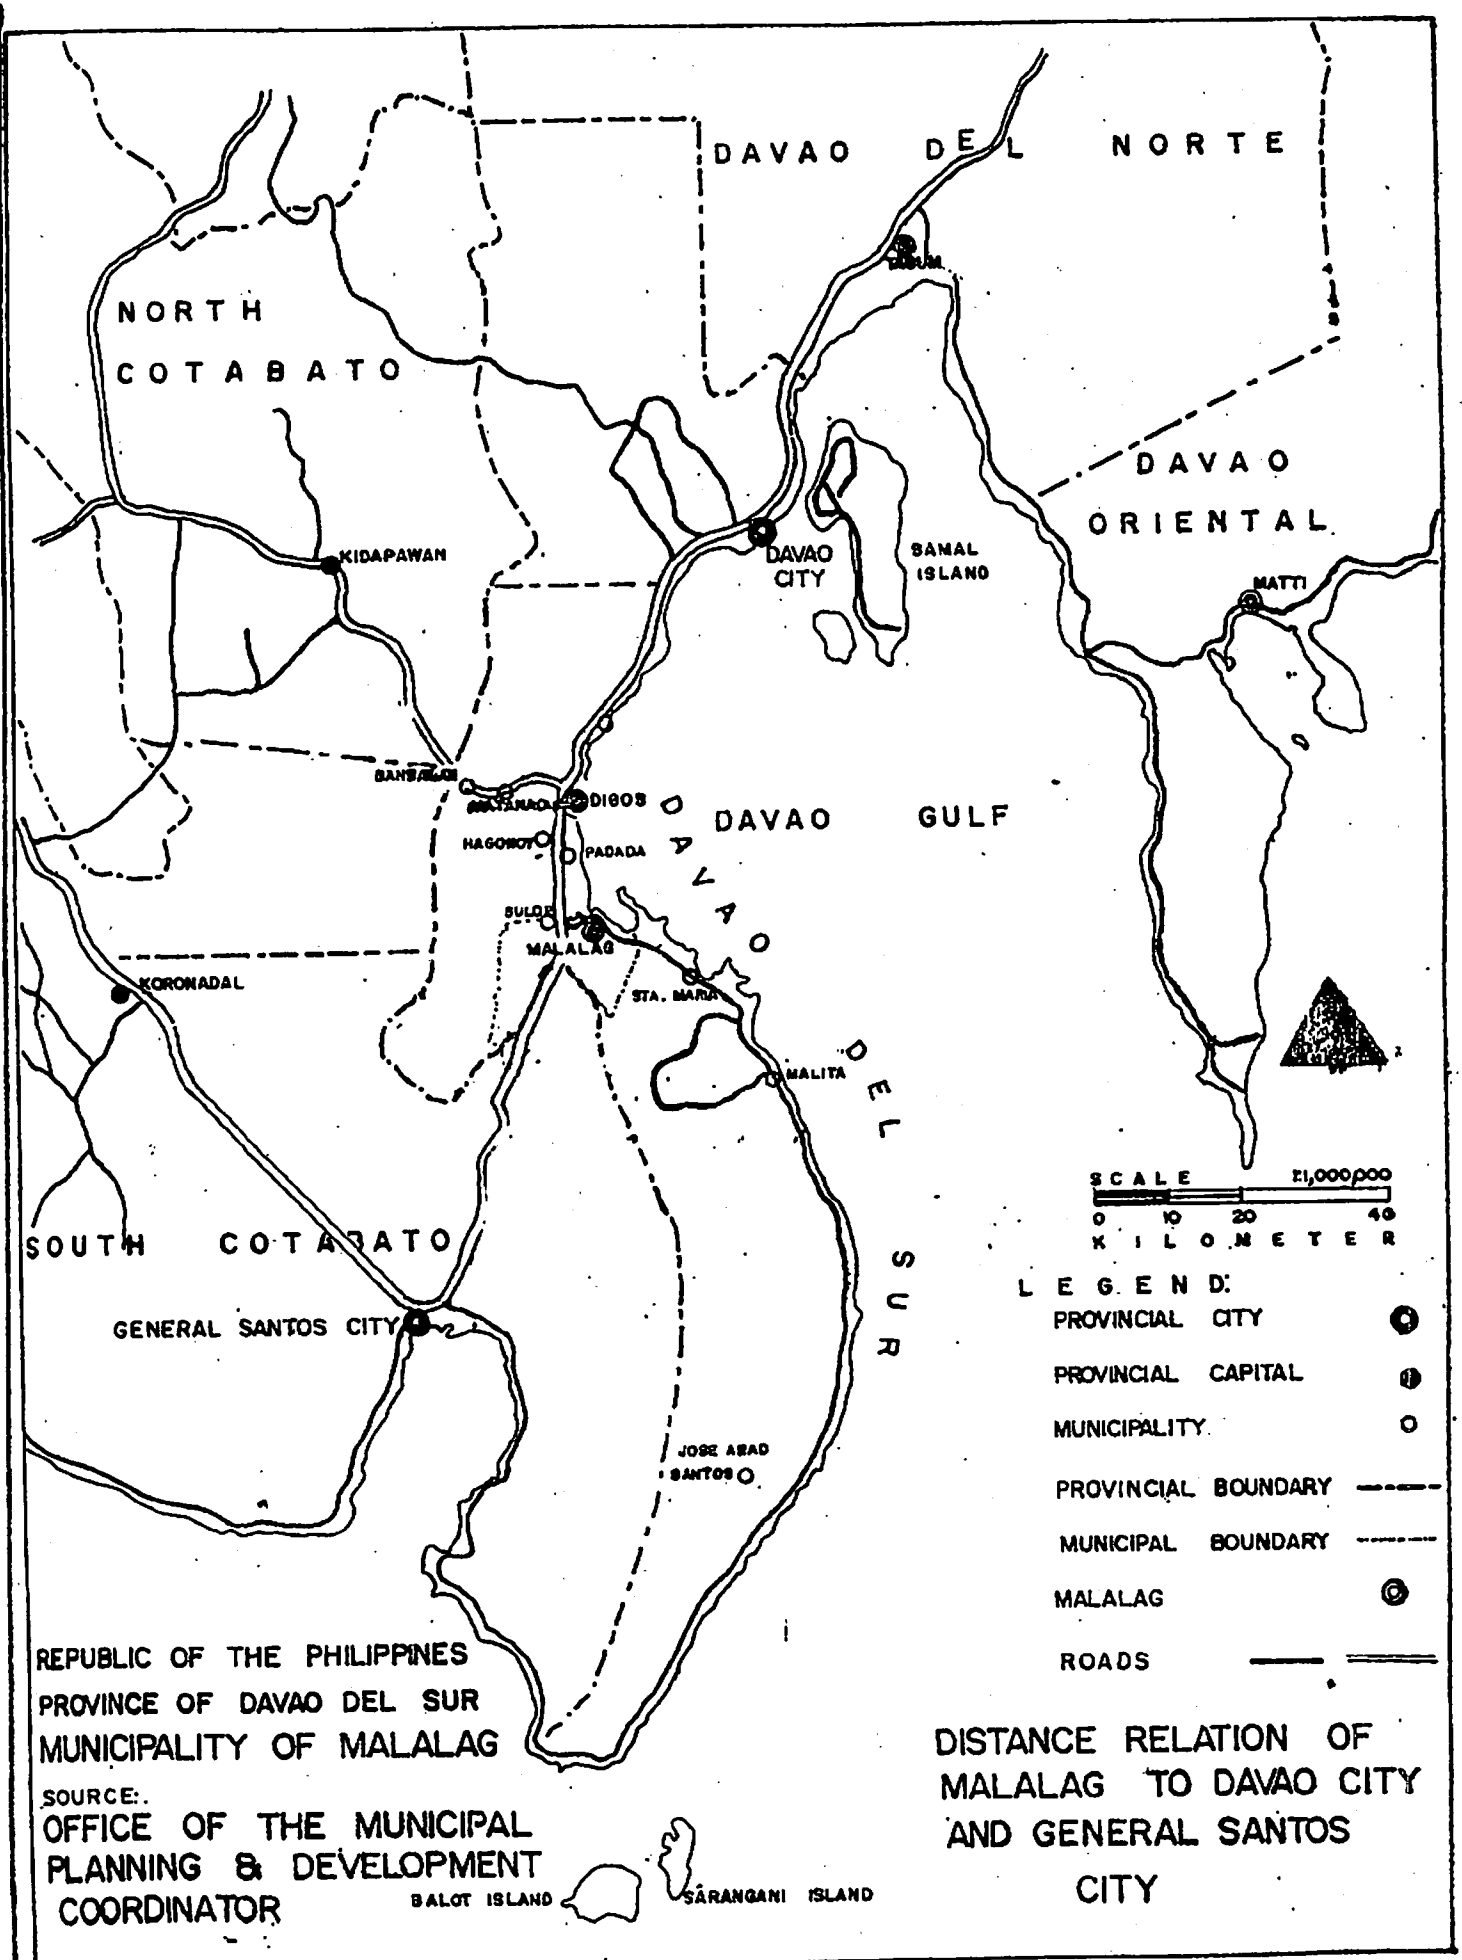 DAVAO DEL NORTE
TAGUM
NORTH
COTABATO
DAVAO
ORIENTAL
KIDAPAWAN
DAVAO
CITY
SAMAL
ISLAND
MATTI
DIGOS
HAGONOY
PADADA
DAVAO GULF
SULOP
MALALAG
STA. MARIA
KORONADAL
MALITA
DAVAO DEL SUR
SOUTH COTABATO
GENERAL SANTOS CITY
JOSE ABAD
SANTOS
SCALE 1:1,000,000
0 10 20 40
KILOMETER
LEGEND:
PROVINCIAL CITY
PROVINCIAL CAPITAL
MUNICIPALITY
PROVINCIAL BOUNDARY
MUNICIPAL BOUNDARY
MALALAG
ROADS
REPUBLIC OF THE PHILIPPINES
PROVINCE OF DAVAO DEL SUR
MUNICIPALITY OF MALALAG
SOURCE:
OFFICE OF THE MUNICIPAL
PLANNING & DEVELOPMENT
COORDINATOR
BALOT ISLAND
SARANGANI ISLAND
DISTANCE RELATION OF
MALALAG TO DAVAO CITY
AND GENERAL SANTOS
CITY